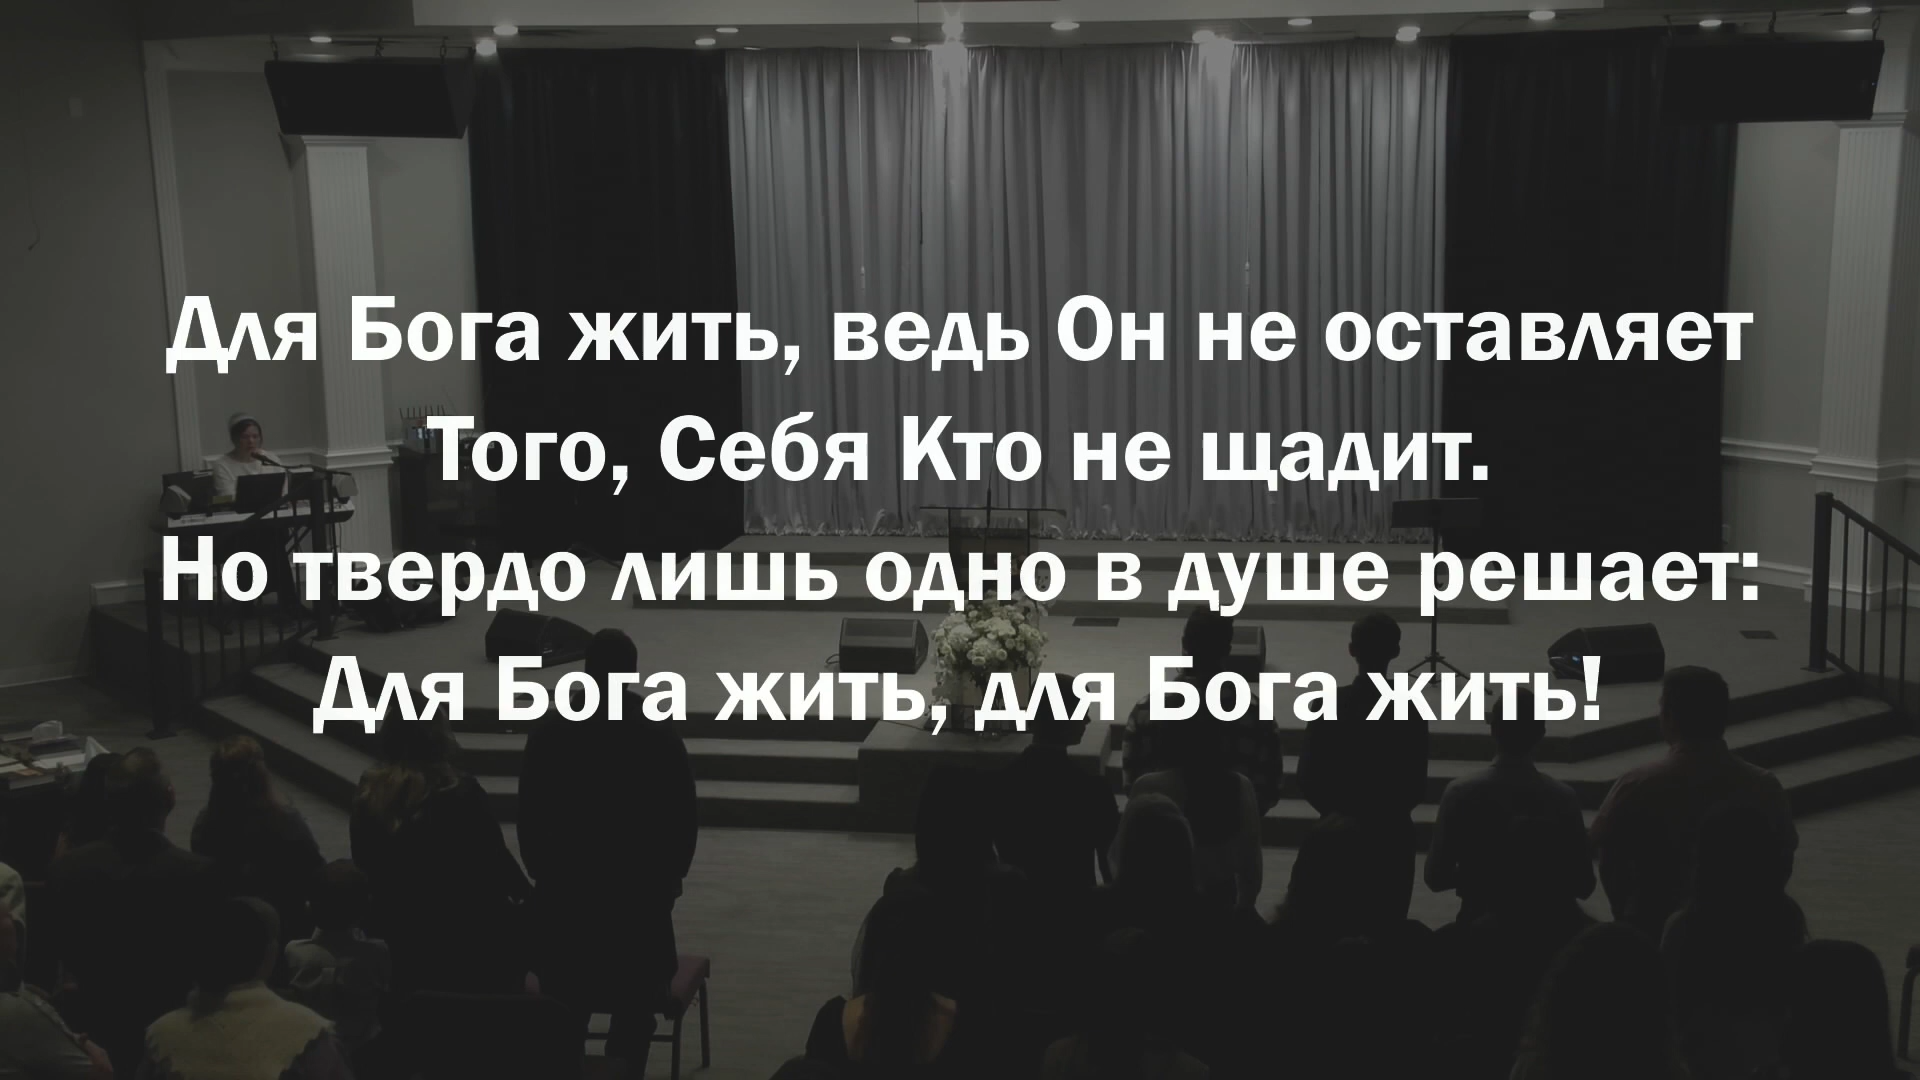 Для Бога жить, ведь Он не оставляет
Того, Себя Кто не щадит.
Но твердо лишь одно в душе решает:
Для Бога жить, для Бога жить!